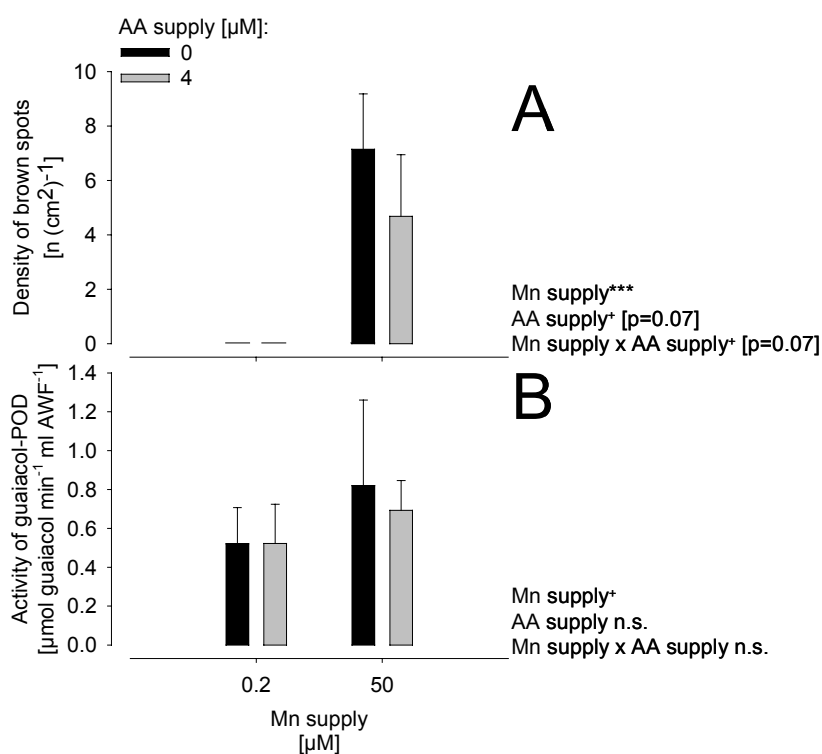 AA supply [µM]:
0
4
10
8
6
4
2
0
Density of brown spots
[n (cm²)-1]
A
Mn supply***
AA supply⁺ [p=0.07]
Mn supply x AA supply⁺ [p=0.07]
1.4
1.2
1.0
0.8
0.6
0.4
0.2
0.0
Activity of guaiacol-POD
[µmol guaiacol min⁻¹ ml AWF⁻¹]
B
Mn supply⁺
AA supply n.s.
Mn supply x AA supply n.s.
0.2
50
Mn supply
[µM]